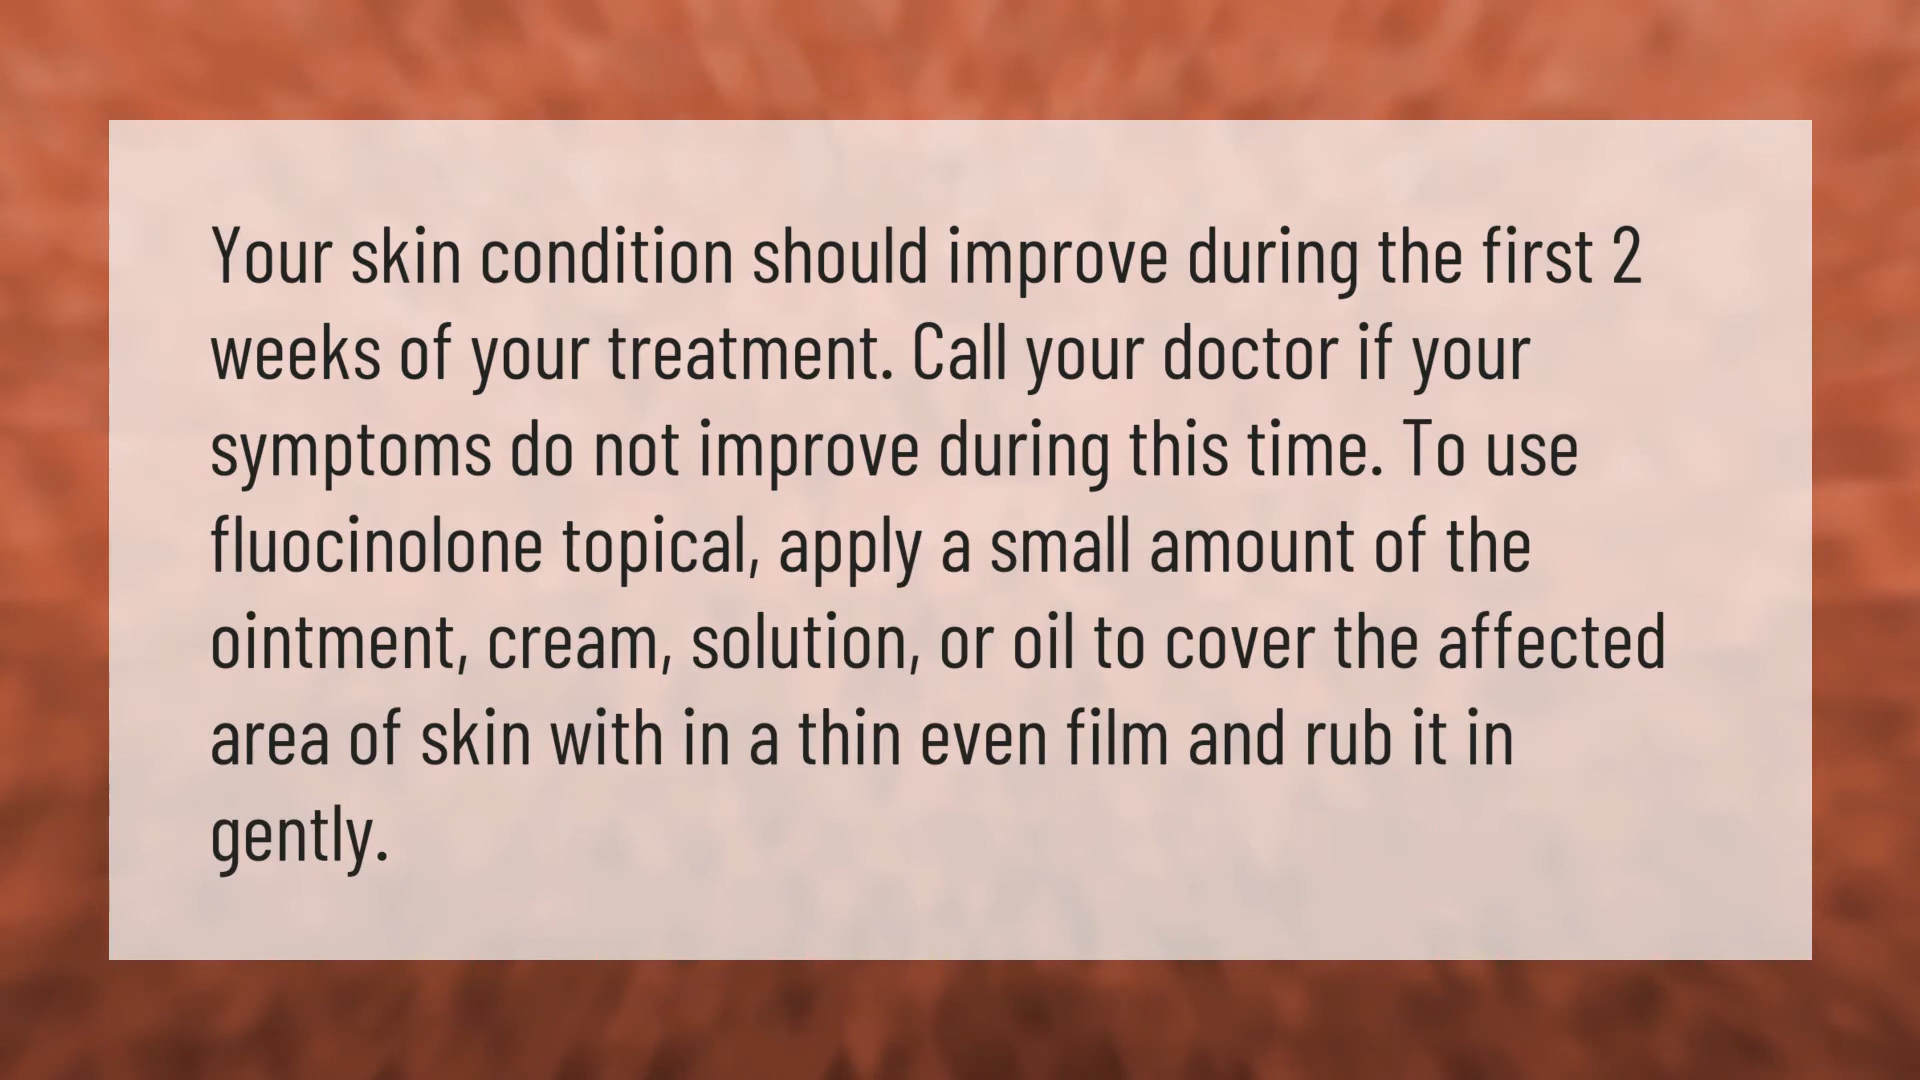 Your skin condition should improve during the first 2
weeks of your treatment. Call your doctor if your
symptoms do not improve during this time. To use
fluocinolone topical, apply a small amount of the
ointment, cream, solution, or oil to cover the affected
area of skin with in a thin even film and rub it in
gently.